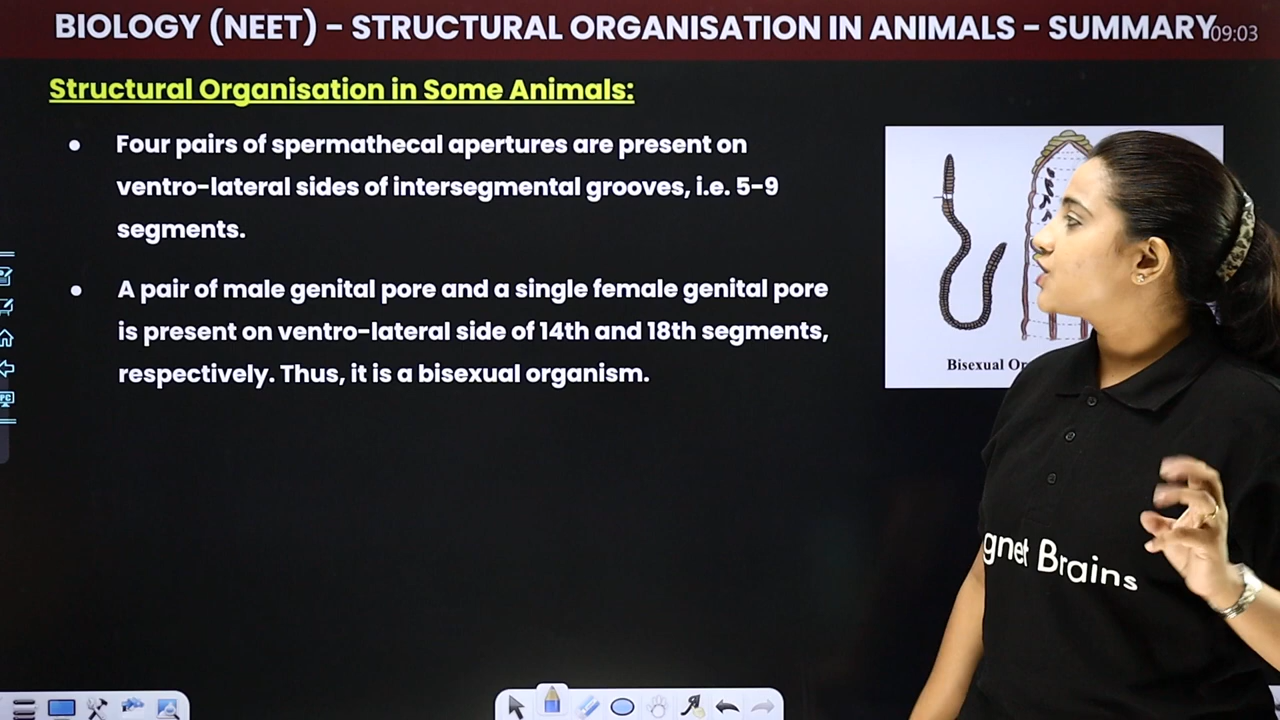 BIOLOGY (NEET) – STRUCTURAL ORGANISATION IN ANIMALS – SUMMARY
09:03
Structural Organisation in Some Animals:
• Four pairs of spermathecal apertures are present on
ventro-lateral sides of intersegmental grooves, i.e. 5-9
segments.
• A pair of male genital pore and a single female genital pore
is present on ventro-lateral side of 14th and 18th segments,
respectively. Thus, it is a bisexual organism.
Bisexual Or
gnet Brains
PC